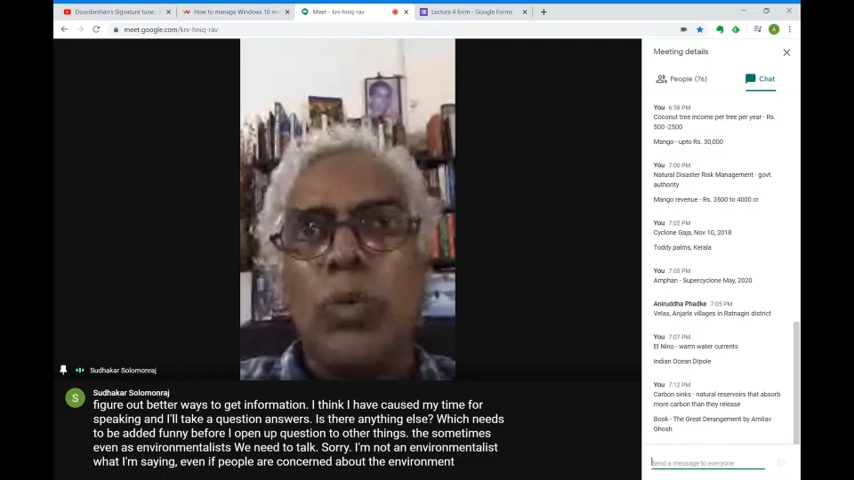 Doordarshan's Signature tune...
How to manage Windows 10 m
Meet - krv-hniq-rav
Lecture 4 form - Google Forms
meet.google.com/krv-hniq-rav
Meeting details
People (76)
Chat
You 6:58 PM
Coconut tree income per tree per year - Rs.
500 -2500
Mango - upto Rs. 30,000
You 7:00 PM
Natural Disaster Risk Management - govt.
authority
Mango revenue - Rs. 3500 to 4000 cr
You 7:02 PM
Cyclone Gaja, Nov 10, 2018
Toddy palms, Kerala
You 7:05 PM
Amphan - Supercyclone May, 2020
Aniruddha Phadke 7:05 PM
Velas, Anjarle villages in Ratnagiri district
You 7:07 PM
El Nino - warm water currents
Indian Ocean DIpole
You 7:12 PM
Carbon sinks - natural reservoirs that absorb
more carbon than they release
Book - The Great Derangement by Amitav
Ghosh
Send a message to everyone
Sudhakar Solomonraj
S
Sudhakar Solomonraj
figure out better ways to get information. I think I have caused my time for
speaking and I'll take a question answers. Is there anything else? Which needs
to be added funny before I open up question to other things. the sometimes
even as environmentalists We need to talk. Sorry. I'm not an environmentalist
what I'm saying, even if people are concerned about the environment